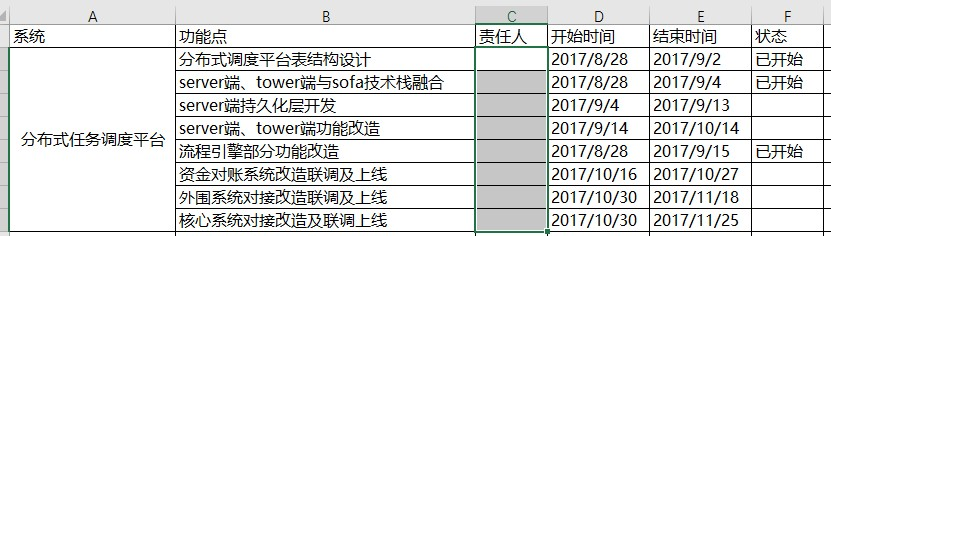 A B C D E F
系统 功能点 责任人 开始时间 结束时间 状态
分布式调度平台表结构设计 2017/8/28 2017/9/2 已开始
server端、tower端与sofa技术栈融合 2017/8/28 2017/9/4 已开始
server端持久化层开发 2017/9/4 2017/9/13
server端、tower端功能改造 2017/9/14 2017/10/14
分布式任务调度平台
流程引擎部分功能改造 2017/8/28 2017/9/15 已开始
资金对账系统改造联调及上线 2017/10/16 2017/10/27
外围系统对接改造联调及上线 2017/10/30 2017/11/18
核心系统对接改造及联调上线 2017/10/30 2017/11/25